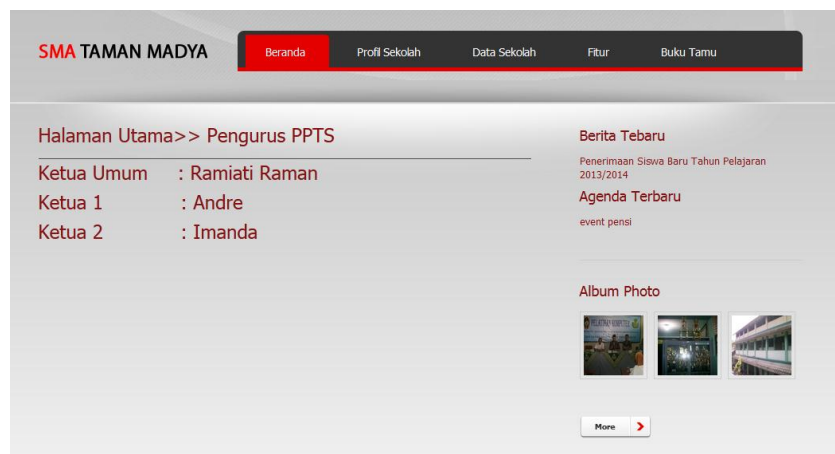 SMA TAMAN MADYA
Beranda Profil Sekolah Data Sekolah Fitur Buku Tamu
Halaman Utama>> Pengurus PPTS
Ketua Umum : Ramiati Raman
Ketua 1 : Andre
Ketua 2 : Imanda
Berita Tebaru
Penerimaan Siswa Baru Tahun Pelajaran
2013/2014
Agenda Terbaru
event pensi
Album Photo
PELATIHAN KOMPUTER
More